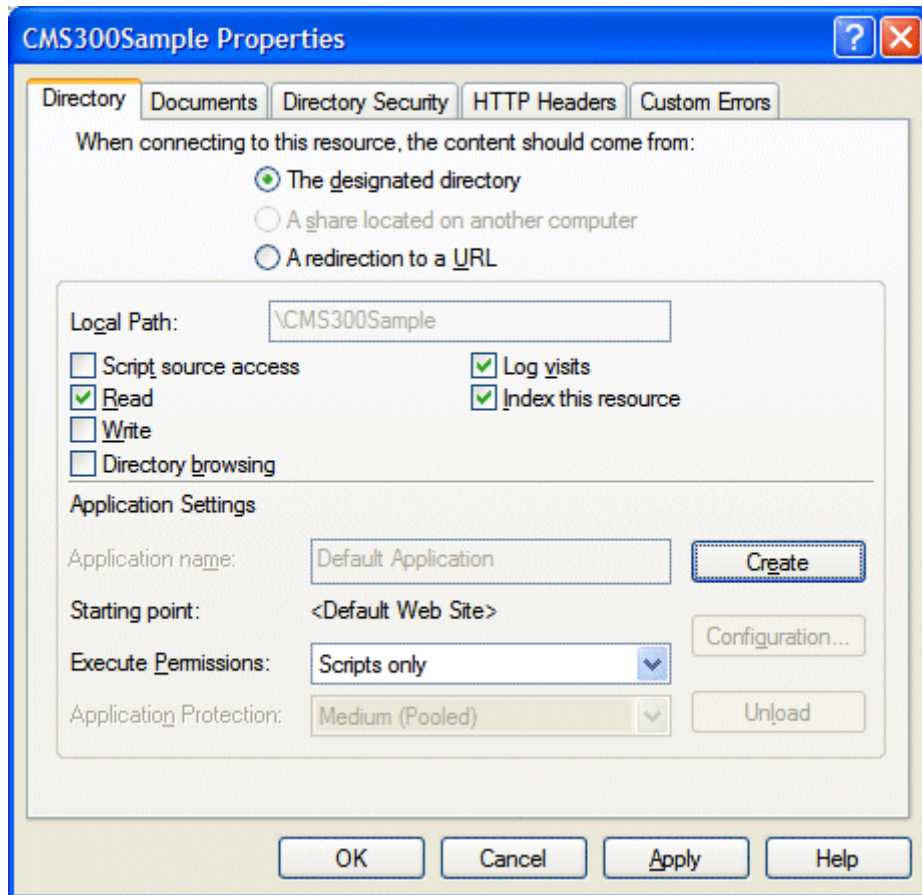 CMS300Sample Properties
Directory Documents Directory Security HTTP Headers Custom Errors
When connecting to this resource, the content should come from:
The designated directory
A share located on another computer
A redirection to a URL
Local Path: \CMS300Sample
Script source access Log visits
Read Index this resource
Write
Directory browsing
Application Settings
Application name: Default Application Create
Starting point: <Default Web Site>
Configuration...
Execute Permissions: Scripts only
Application Protection: Medium (Pooled) Unload
OK Cancel Apply Help